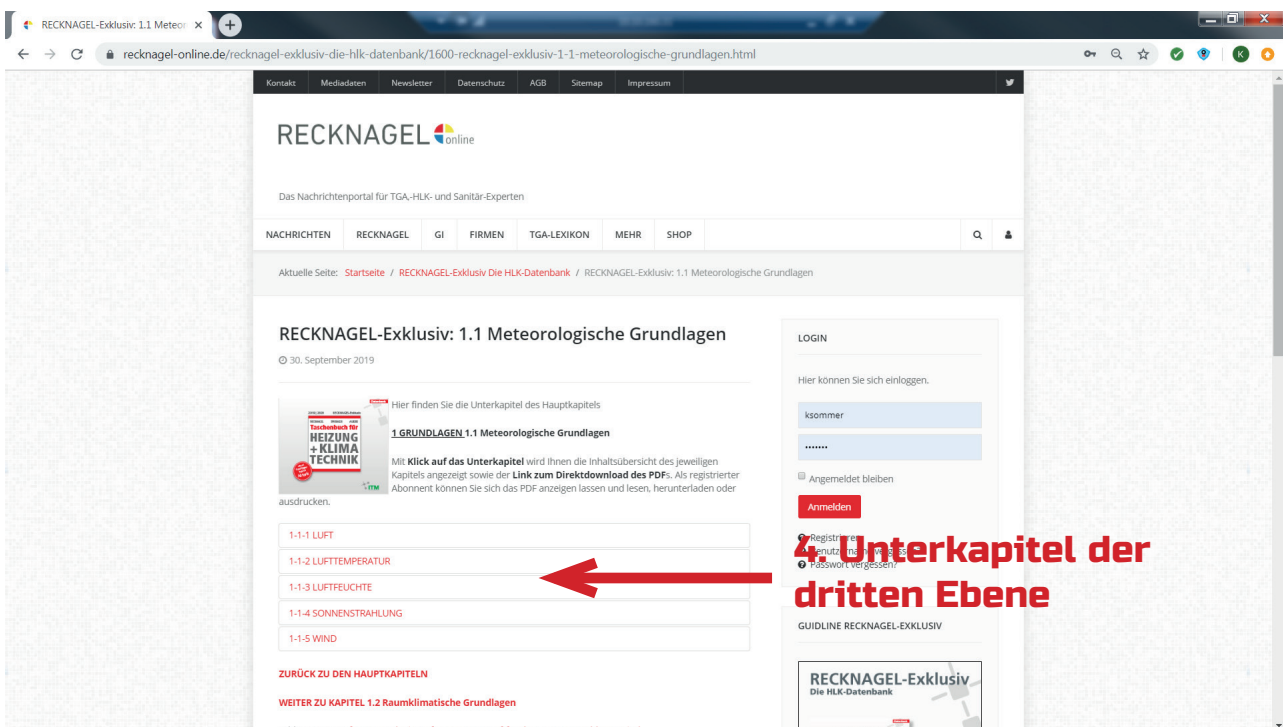 RECKNAGEL-Exklusiv: 1.1 Meteor
recknagel-online.de/recknagel-exklusiv-die-hlk-datenbank/1600-recknagel-exklusiv-1-1-meteorologische-grundlagen.html
K
Kontakt Mediadaten Newsletter Datenschutz AGB Sitemap Impressum
RECKNAGEL online
Das Nachrichtenportal für TGA,-HLK- und Sanitär-Experten
NACHRICHTEN RECKNAGEL GI FIRMEN TGA-LEXIKON MEHR SHOP
Aktuelle Seite: Startseite / RECKNAGEL-Exklusiv Die HLK-Datenbank / RECKNAGEL-Exklusiv: 1.1 Meteorologische Grundlagen
RECKNAGEL-Exklusiv: 1.1 Meteorologische Grundlagen
30. September 2019
Taschenbuch für
HEIZUNG
+ KLIMA
TECHNIK
ITM
Hier finden Sie die Unterkapitel des Hauptkapitels
1 GRUNDLAGEN 1.1 Meteorologische Grundlagen
Mit Klick auf das Unterkapitel wird Ihnen die Inhaltsübersicht des jeweiligen
Kapitels angezeigt sowie der Link zum Direktdownload des PDFs. Als registrierter
Abonnent können Sie sich das PDF anzeigen lassen und lesen, herunterladen oder
ausdrucken.
1-1-1 LUFT
1-1-2 LUFTTEMPERATUR
1-1-3 LUFTFEUCHTE
1-1-4 SONNENSTRAHLUNG
1-1-5 WIND
ZURÜCK ZU DEN HAUPTKAPITELN
WEITER ZU KAPITEL 1.2 Raumklimatische Grundlagen
LOGIN
Hier können Sie sich einloggen.
ksommer
•••••••
Angemeldet bleiben
Anmelden
Registrieren
Passwort vergessen?
4. Unterkapitel der
dritten Ebene
GUIDLINE RECKNAGEL-EXKLUSIV
RECKNAGEL-Exklusiv
Die HLK-Datenbank